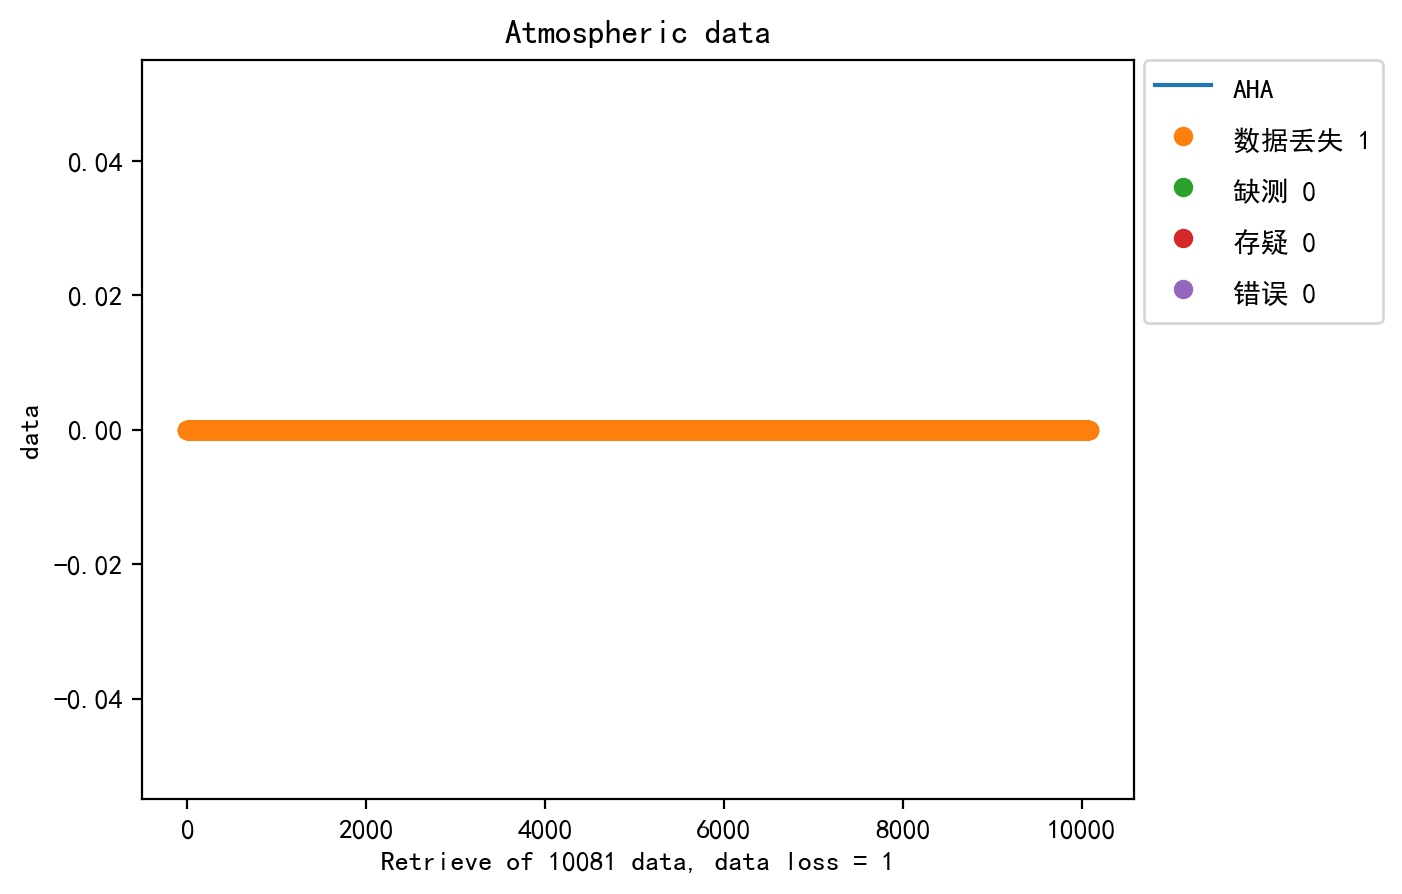 Atmospheric data
AHA
数据丢失 1
缺测 0
存疑 0
错误 0
0.04
0.02
0.00
-0.02
-0.04
data
0
2000
4000
6000
8000
10000
Retrieve of 10081 data, data loss = 1